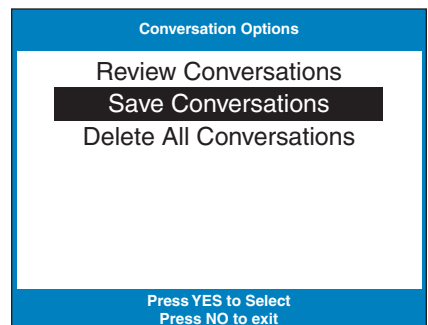 Conversation Options
Review Conversations
Save Conversations
Delete All Conversations
Press YES to Select
Press NO to exit